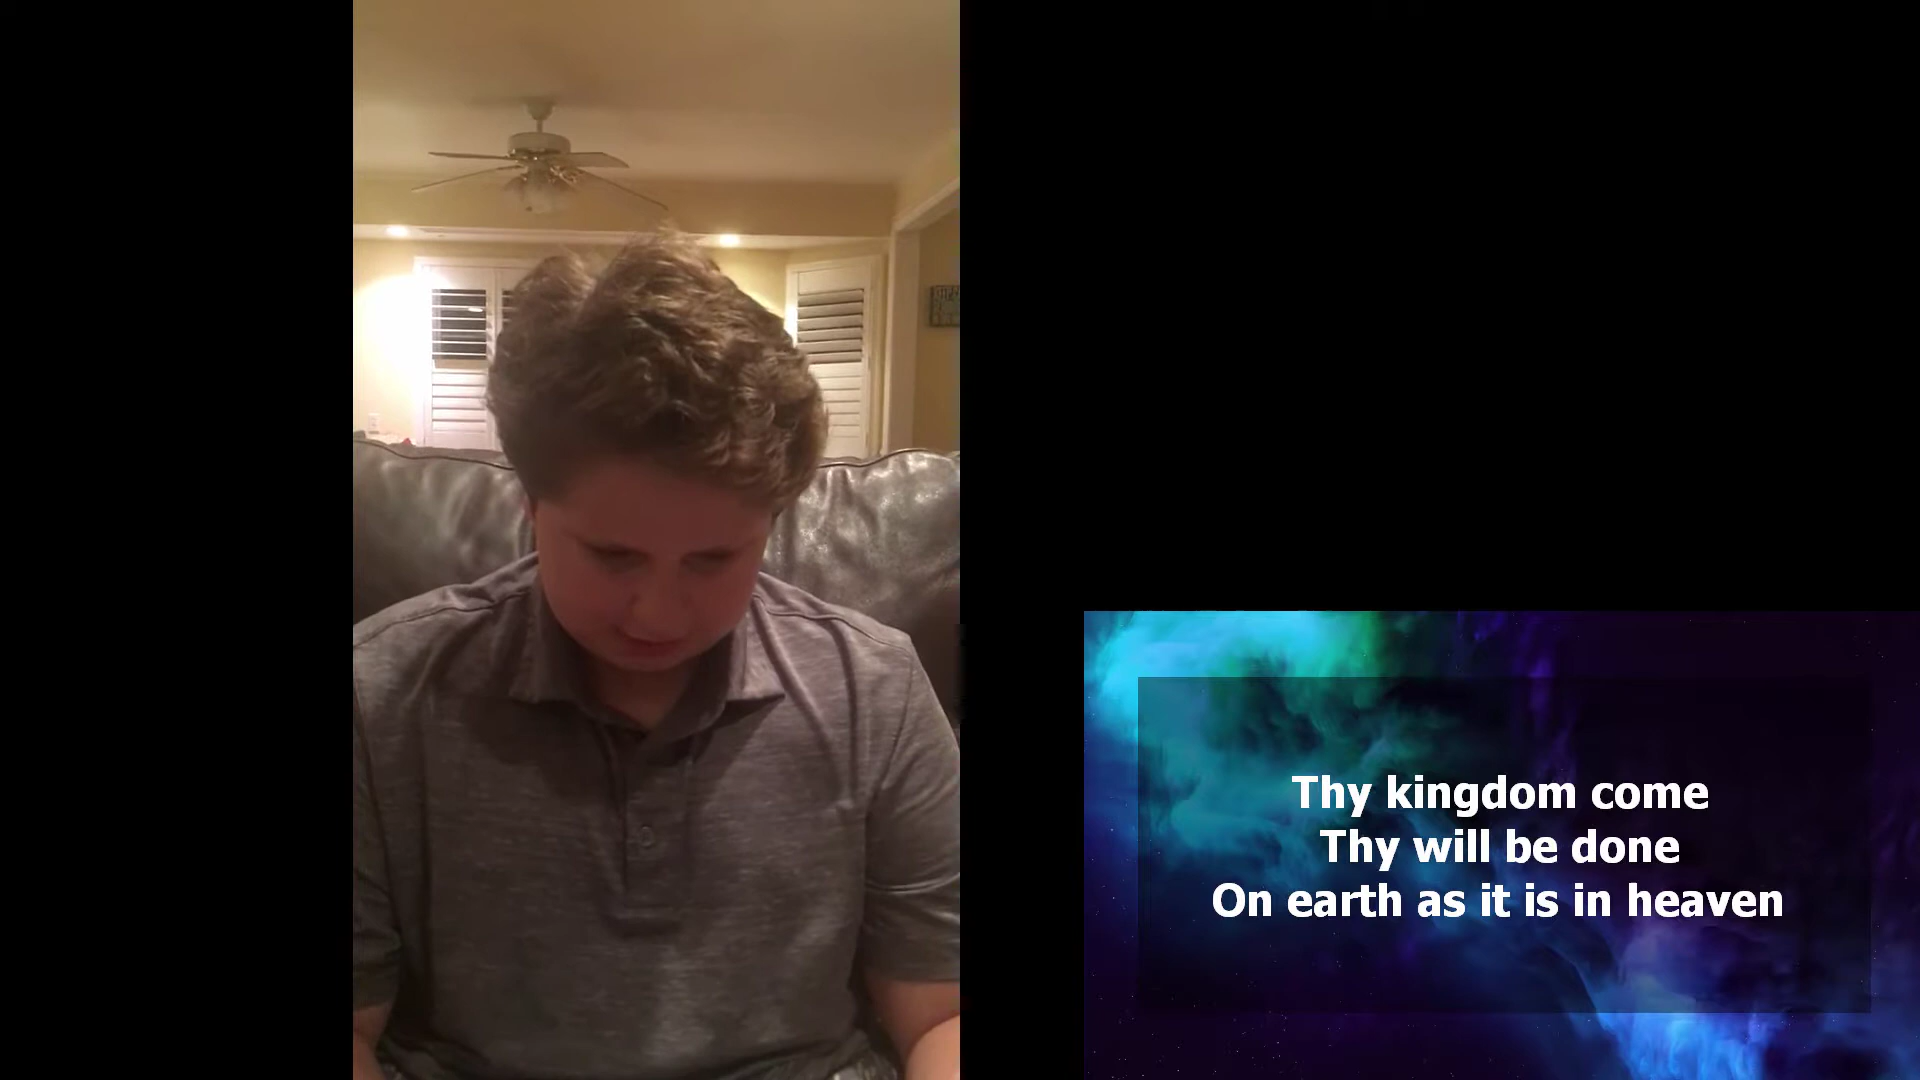 Thy kingdom come
Thy will be done
On earth as it is in heaven